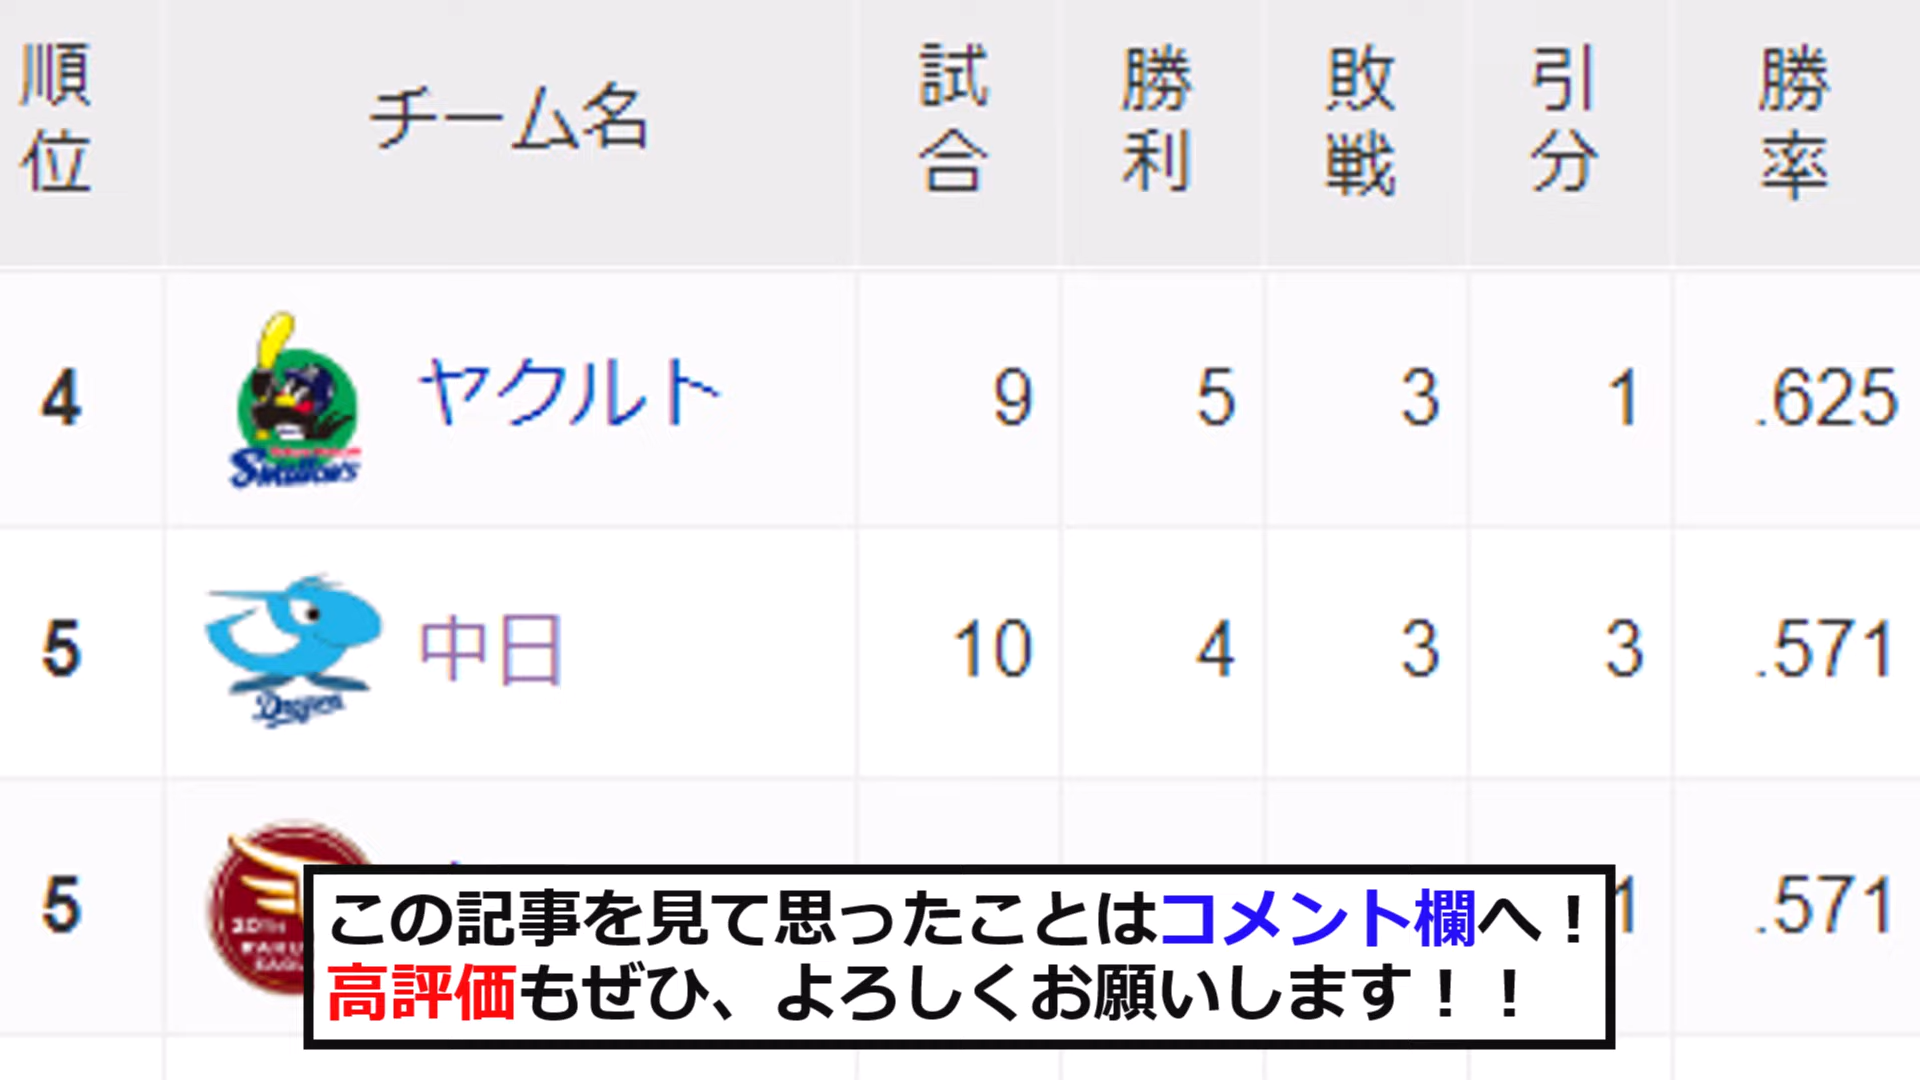 順位 チーム名 試合 勝利 敗戦 引分 勝率
4 Swallows ヤクルト 9 5 3 1 .625
5 Dragons 中日 10 4 3 3 .571
5 1 .571
この記事を見て思ったことはコメント欄へ！
高評価もぜひ、よろしくお願いします！！